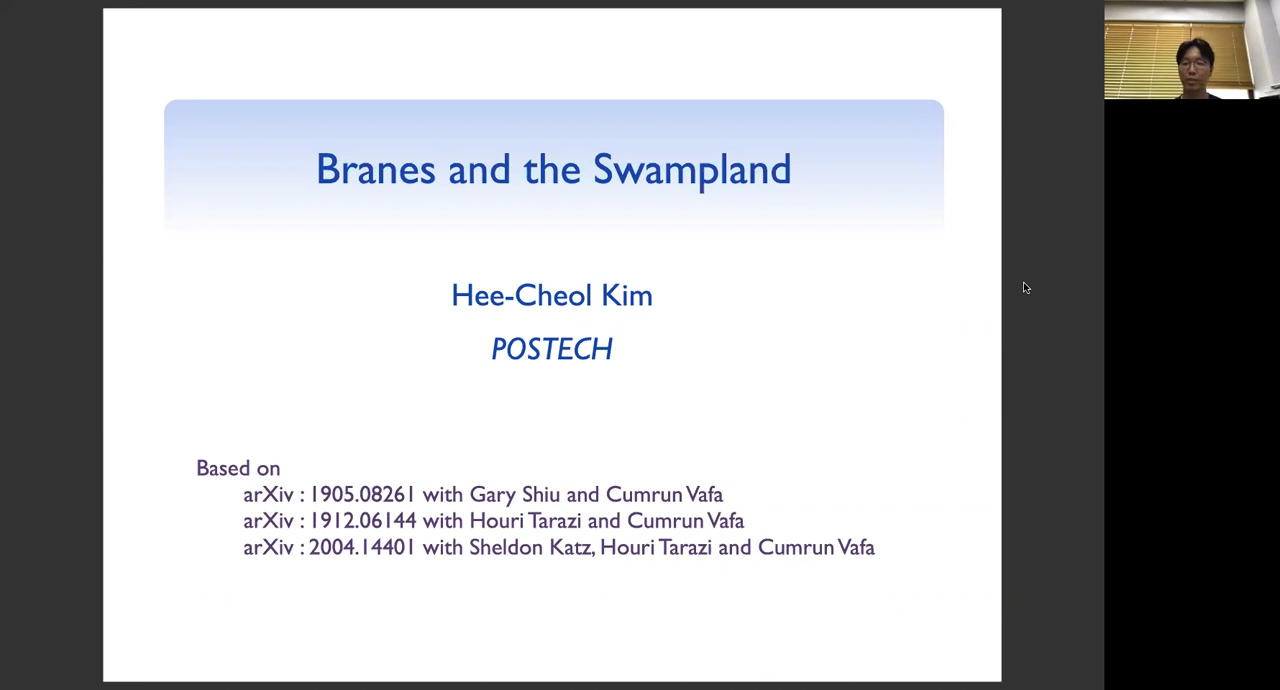 Branes and the Swampland
Hee-Cheol Kim
POSTECH
Based on
arXiv : 1905.08261 with Gary Shiu and Cumrun Vafa
arXiv : 1912.06144 with Houri Tarazi and Cumrun Vafa
arXiv : 2004.14401 with Sheldon Katz, Houri Tarazi and Cumrun Vafa